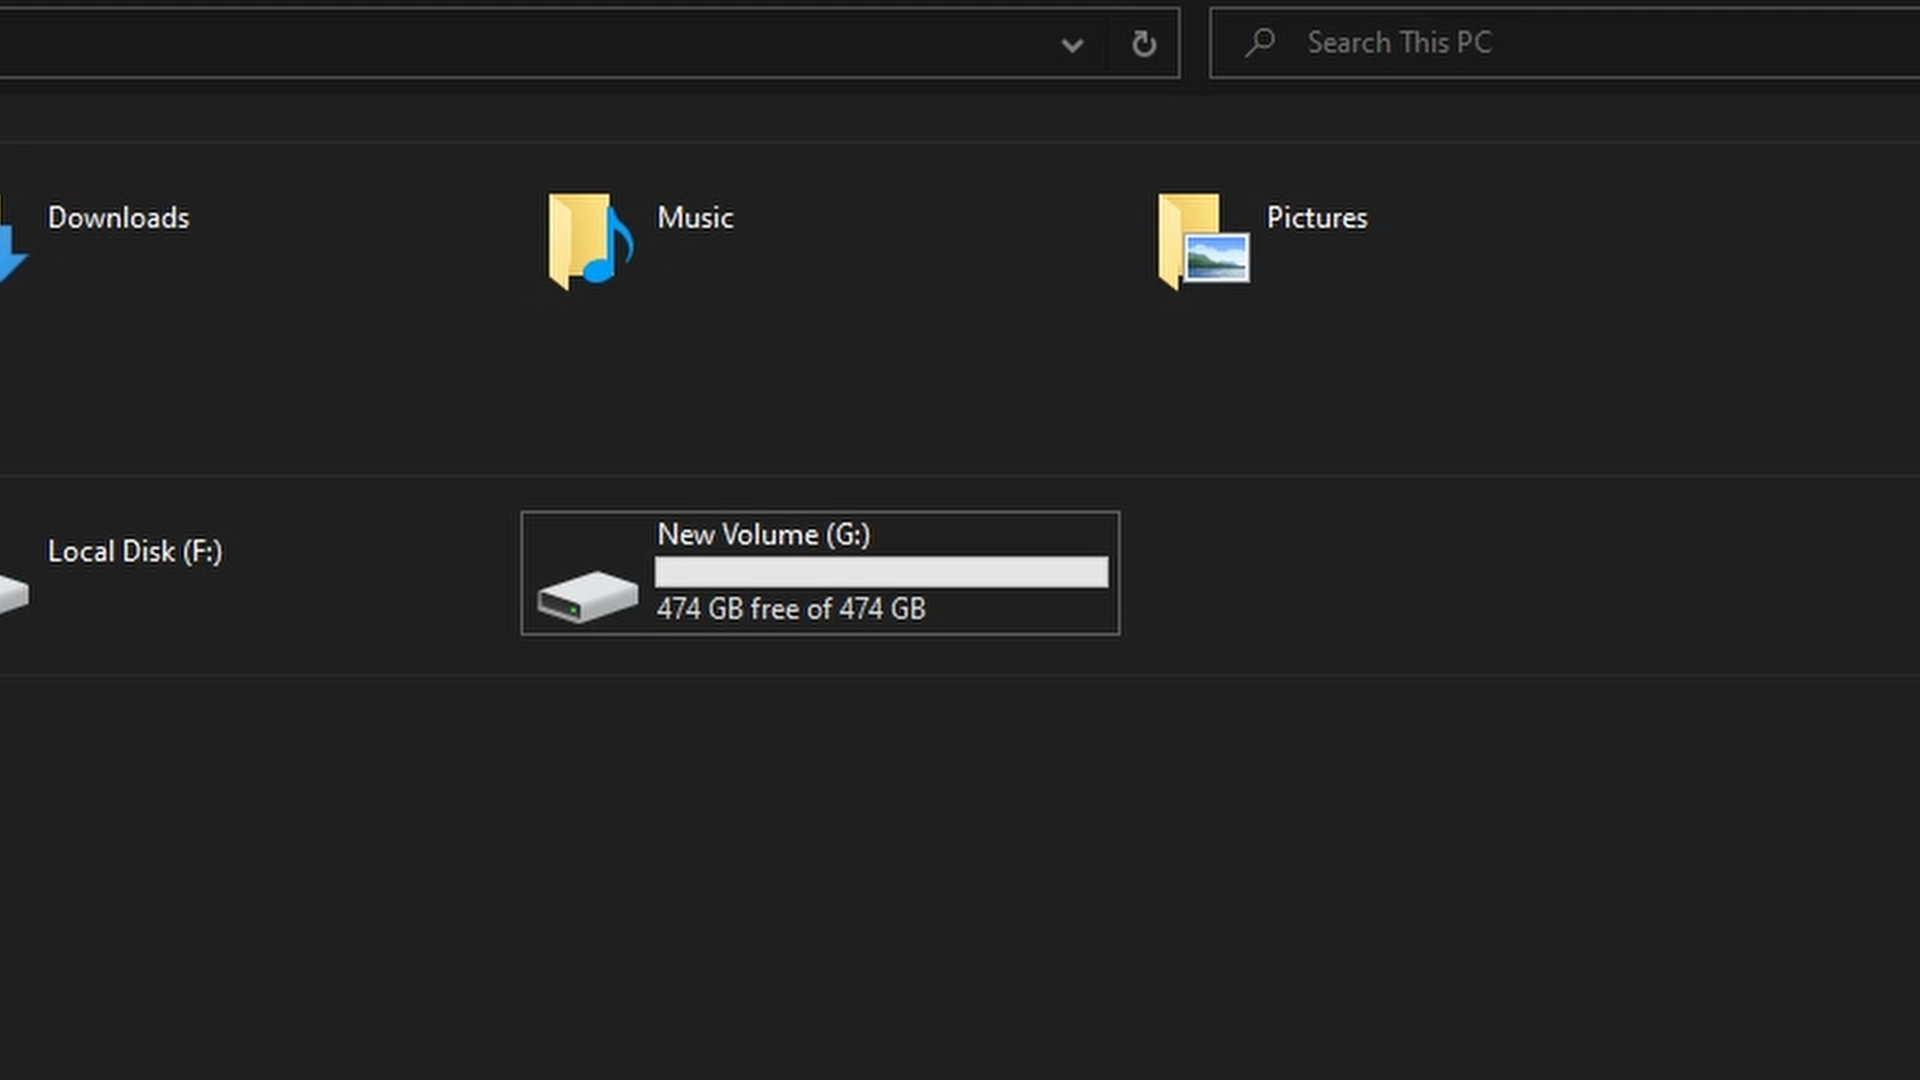 Search This PC
Downloads
Music
Pictures
Local Disk (F:)
New Volume (G:)
474 GB free of 474 GB